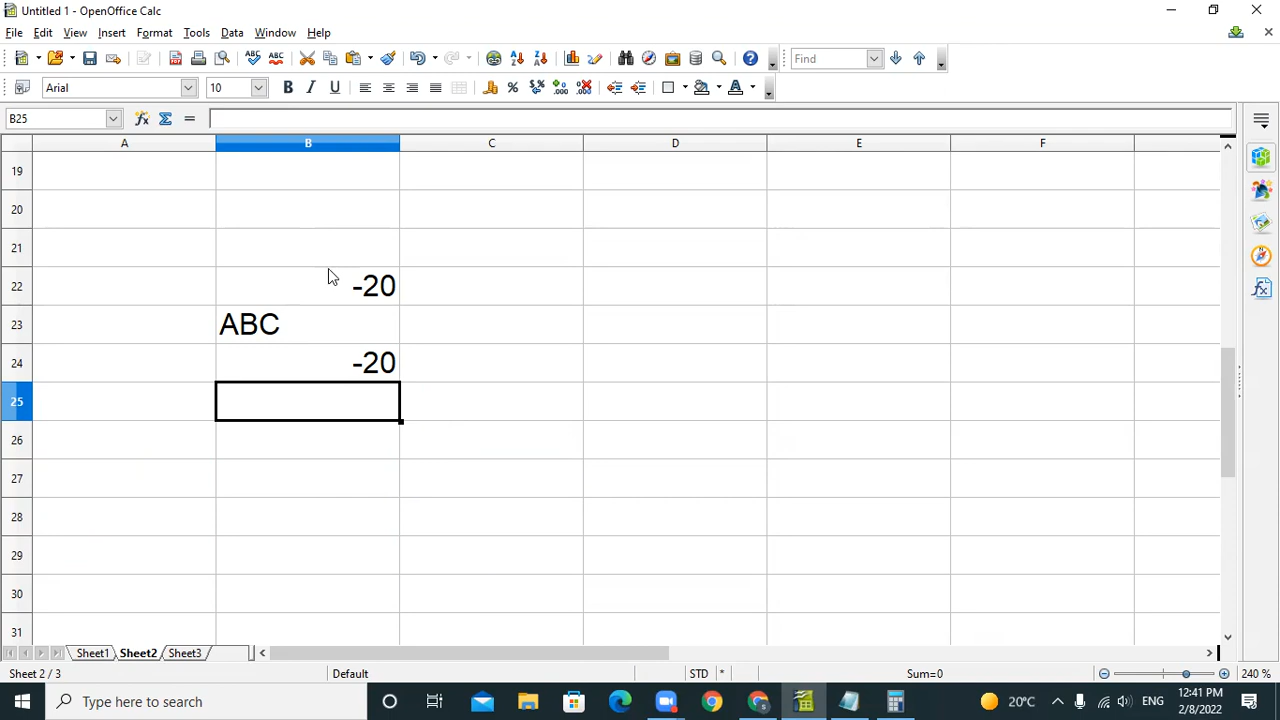 Untitled 1 - OpenOffice Calc
File Edit View Insert Format Tools Data Window Help
Find
Arial 10
B25
A B C D E F
19
20
21
22 -20
23 ABC
24 -20
25
26
27
28
29
30
31
Sheet1 Sheet2 Sheet3
Sheet 2 / 3 Default STD * Sum=0 240 %
Type here to search 20°C ENG 12:41 PM
2/8/2022